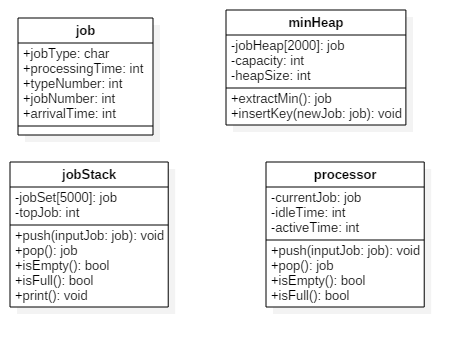 job
+jobType: char
+processingTime: int
+typeNumber: int
+jobNumber: int
+arrivalTime: int
minHeap
-jobHeap[2000]: job
-capacity: int
-heapSize: int
+extractMin(): job
+insertKey(newJob: job): void
jobStack
-jobSet[5000]: job
-topJob: int
+push(inputJob: job): void
+pop(): job
+isEmpty(): bool
+isFull(): bool
+print(): void
processor
-currentJob: job
-idleTime: int
-activeTime: int
+push(inputJob: job): void
+pop(): job
+isEmpty(): bool
+isFull(): bool